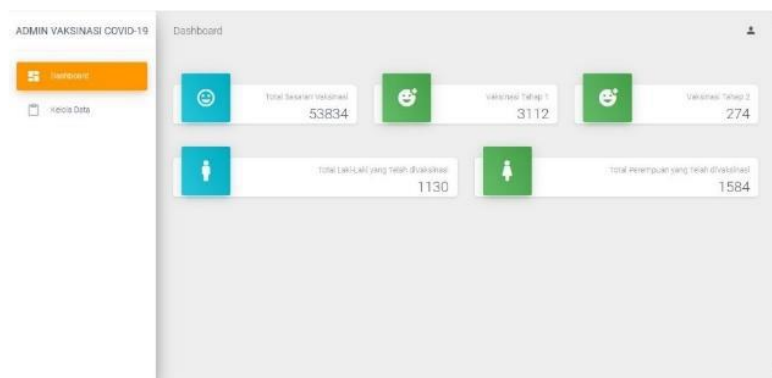 ADMIN VAKSINASI COVID-19
Dashboard
Dashboard
Kelola Data
Total Sasaran Vaksinasi
53834
Vaksinasi Tahap 1
3112
Vaksinasi Tahap 2
274
Total Laki-Laki yang Telah diVaksinasi
1130
Total Perempuan yang Telah diVaksinasi
1584